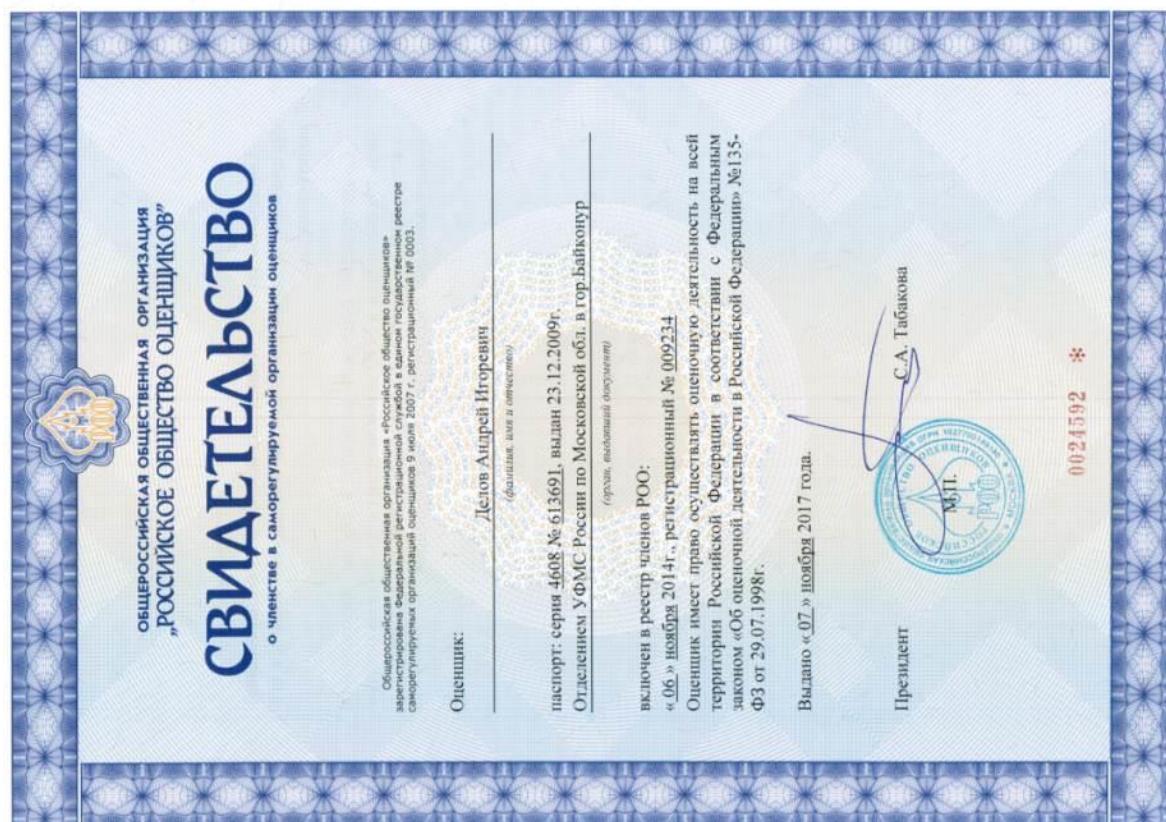 РОО
ОБЩЕРОССИЙСКАЯ ОБЩЕСТВЕННАЯ ОРГАНИЗАЦИЯ
„РОССИЙСКОЕ ОБЩЕСТВО ОЦЕНЩИКОВ”
СВИДЕТЕЛЬСТВО
о членстве в саморегулируемой организации оценщиков
Общероссийская общественная организация «Российское общество оценщиков»
зарегистрирована Федеральной регистрационной службой в едином государственном реестре
саморегулируемых организаций оценщиков 9 июля 2007 г. регистрационный № 0003.
Оценщик:
Делов Андрей Игоревич
(фамилия, имя и отчество)
паспорт: серия 4608 № 613691, выдан 23.12.2009г.
Отделением УФМС России по Московской обл. в гор.Байконур
(орган, выдавший документ)
включен в реестр членов РОО:
« 06 » ноября 2014г., регистрационный № 009234
Оценщик имеет право осуществлять оценочную деятельность на всей
территории Российской Федерации в соответствии с Федеральным
законом «Об оценочной деятельности в Российской Федерации» №135-
ФЗ от 29.07.1998г.
Выдано « 07 » ноября 2017 года.
Президент С.А. Табакова
М.П.
РОО
0024592 *